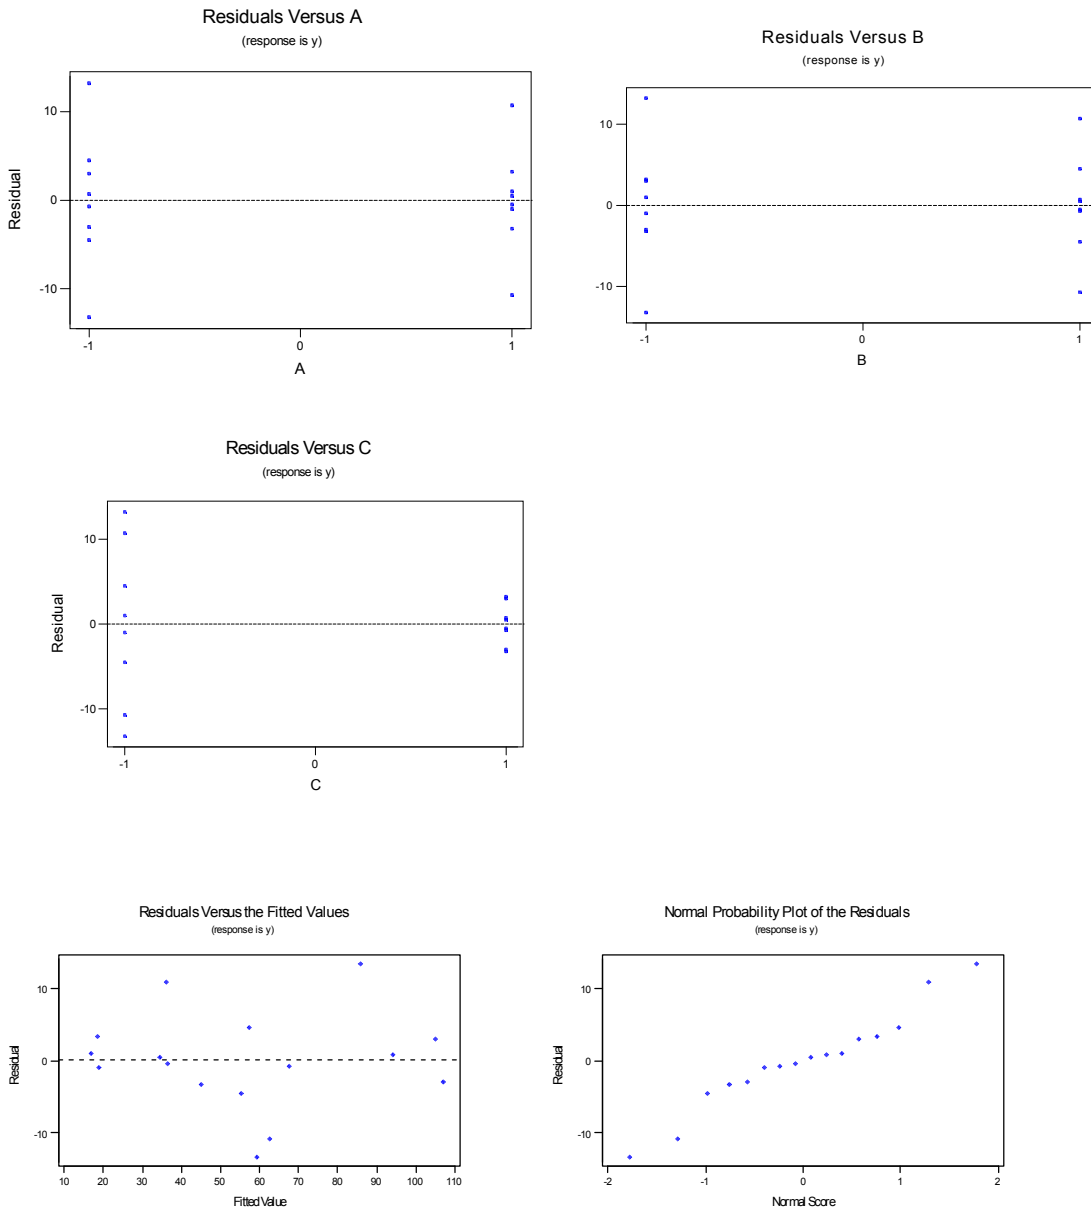 Residuals Versus A
(response is y)
10
0
-10
Residual
-1
0
1
A
Residuals Versus B
(response is y)
10
0
-10
-1
0
1
B
Residuals Versus C
(response is y)
10
0
-10
Residual
-1
0
1
C
Residuals Versus the Fitted Values
(response is y)
10
0
-10
Residual
10 20 30 40 50 60 70 80 90 100 110
Fitted Value
Normal Probability Plot of the Residuals
(response is y)
10
0
-10
Residual
-2 -1 0 1 2
Normal Score